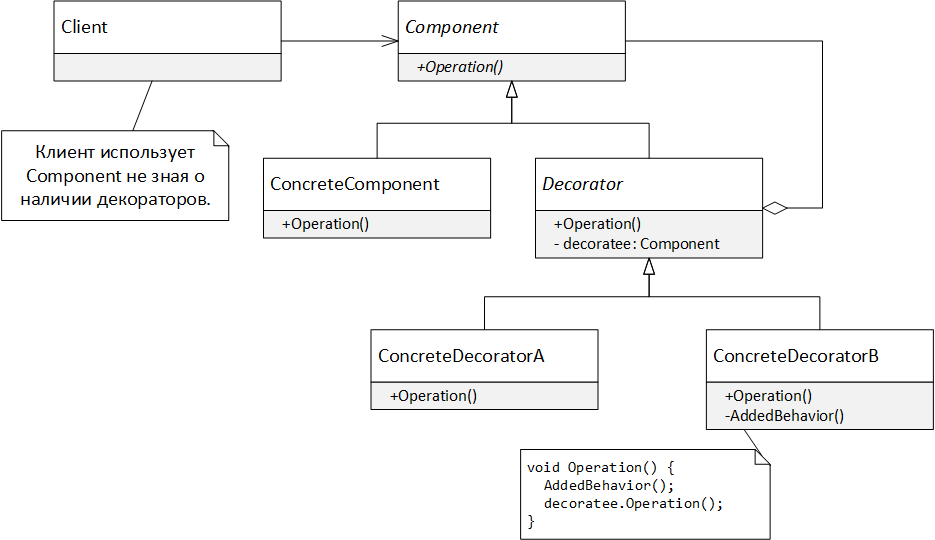 Client
Component
+Operation()
Клиент использует
Component не зная о
наличии декораторов.
ConcreteComponent
+Operation()
Decorator
+Operation()
- decoratee: Component
ConcreteDecoratorA
+Operation()
ConcreteDecoratorB
+Operation()
-AddedBehavior()
void Operation() {
  AddedBehavior();
  decoratee.Operation();
}